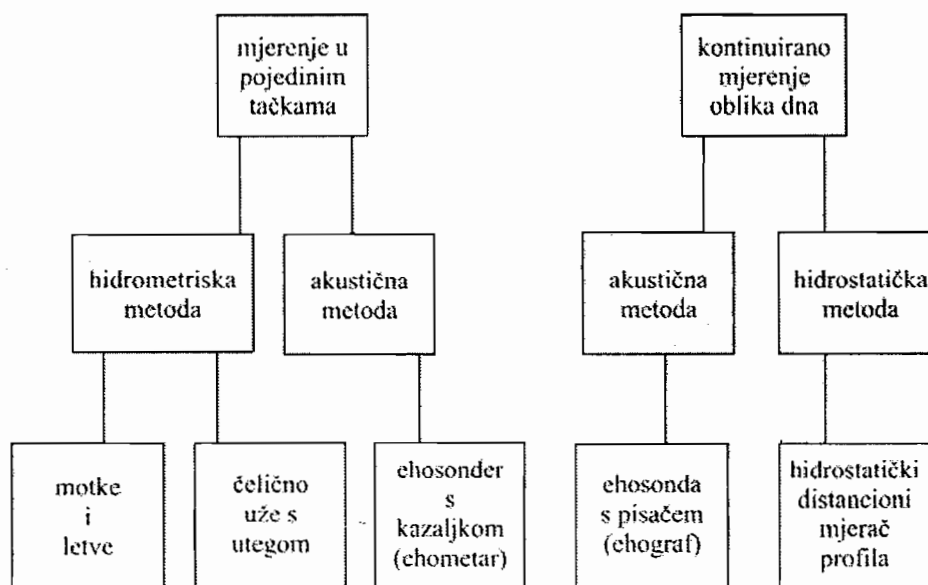 mjerenje u
pojedinim
tačkama
kontinuirano
mjerenje
oblika dna
hidrometriska
metoda
akustična
metoda
akustična
metoda
hidrostatička
metoda
motke
i
letve
čelično
uže s
utegom
ehosonder
s
kazaljkom
(ehometar)
ehosonda
s pisačem
(ehograf)
hidrostatički
distancioni
mjerač
profila